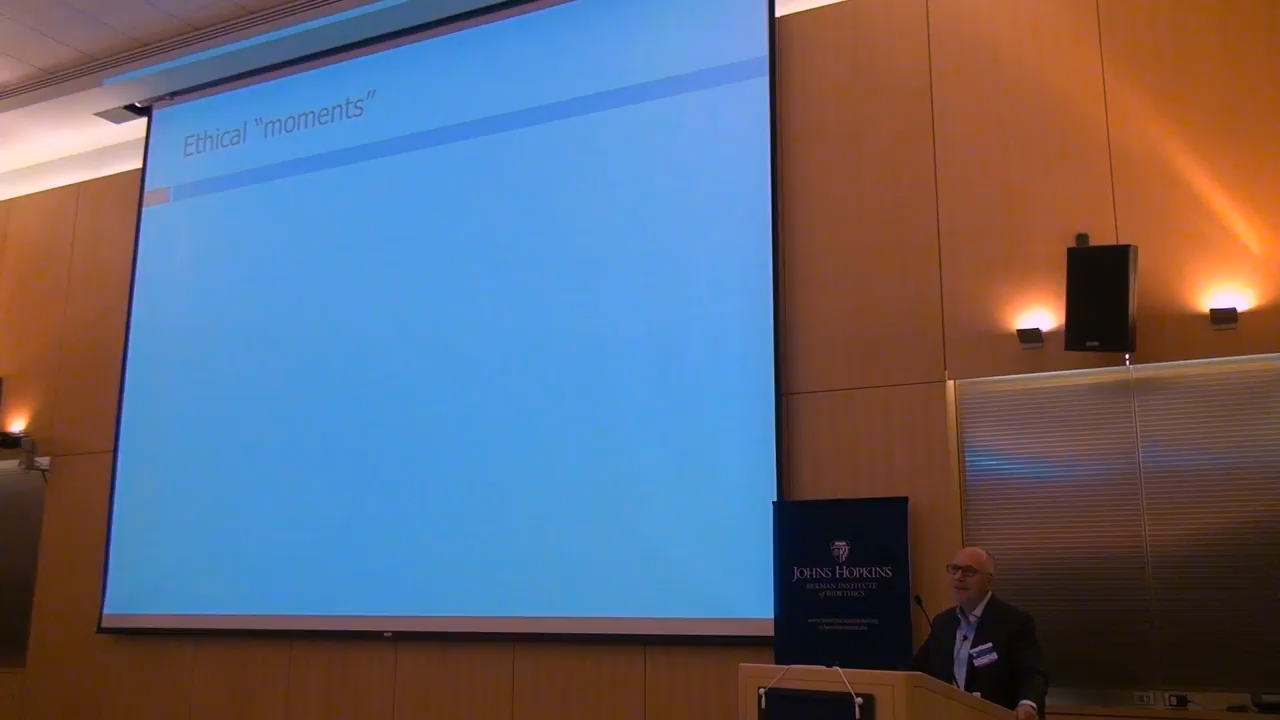 Ethical “moments”
JOHNS HOPKINS
BERMAN INSTITUTE
of BIOETHICS